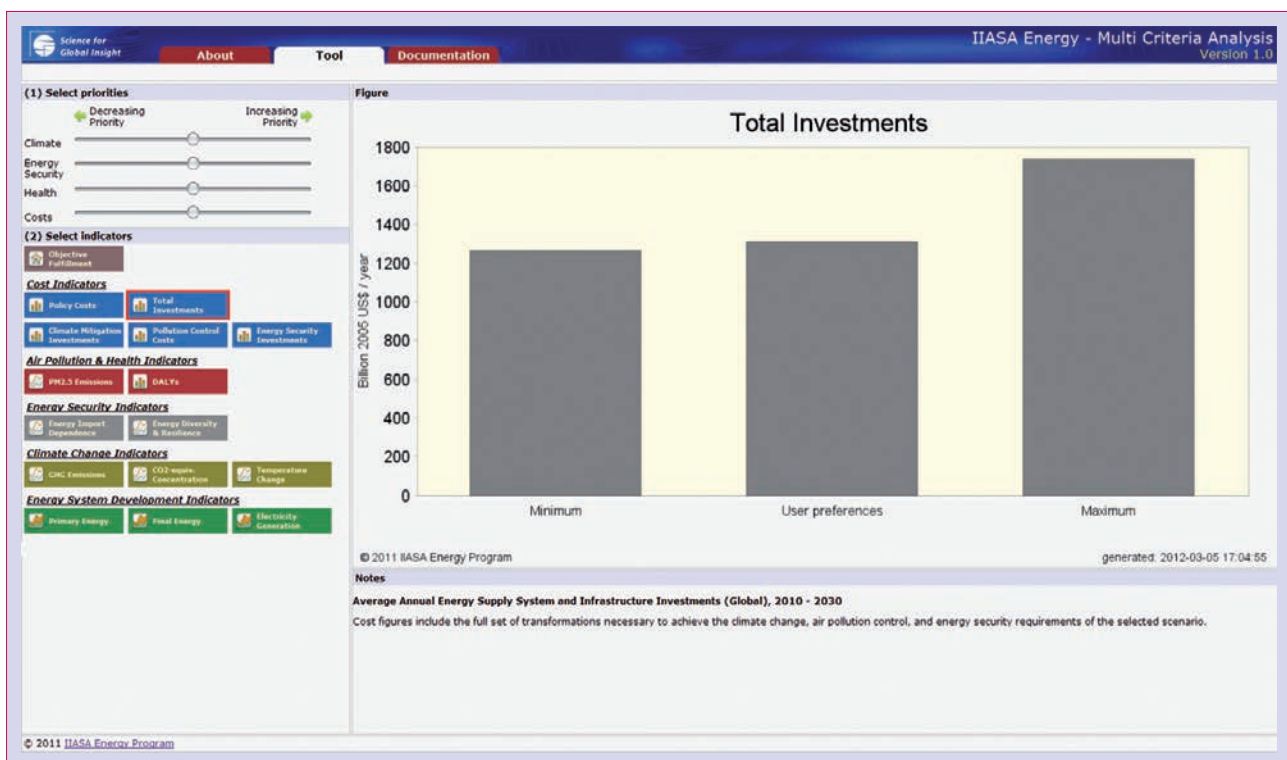 Science for
Global Insight
About
Tool
Documentation
IIASA Energy - Multi Criteria Analysis
Version 1.0
(1) Select priorities
Decreasing
Priority
Increasing
Priority
Climate
Energy
Security
Health
Costs
(2) Select indicators
Objective
Fulfillment
Cost Indicators
Policy Costs
Total
Investments
Climate Mitigation
Investments
Pollution Control
Costs
Energy Security
Investments
Air Pollution & Health Indicators
PM2.5 Emissions
DALYs
Energy Security Indicators
Energy Import
Dependence
Energy Diversity
& Resilience
Climate Change Indicators
GHG Emissions
CO2-equiv.
Concentration
Temperature
Change
Energy System Development Indicators
Primary Energy
Final Energy
Electricity
Generation
Figure
Total Investments
Billion 2005 US$ / year
1800
1600
1400
1200
1000
800
600
400
200
0
Minimum
User preferences
Maximum
© 2011 IIASA Energy Program
generated: 2012-03-05 17:04:55
Notes
Average Annual Energy Supply System and Infrastructure Investments (Global), 2010 - 2030
Cost figures include the full set of transformations necessary to achieve the climate change, air pollution control, and energy security requirements of the selected scenario.
© 2011 IIASA Energy Program